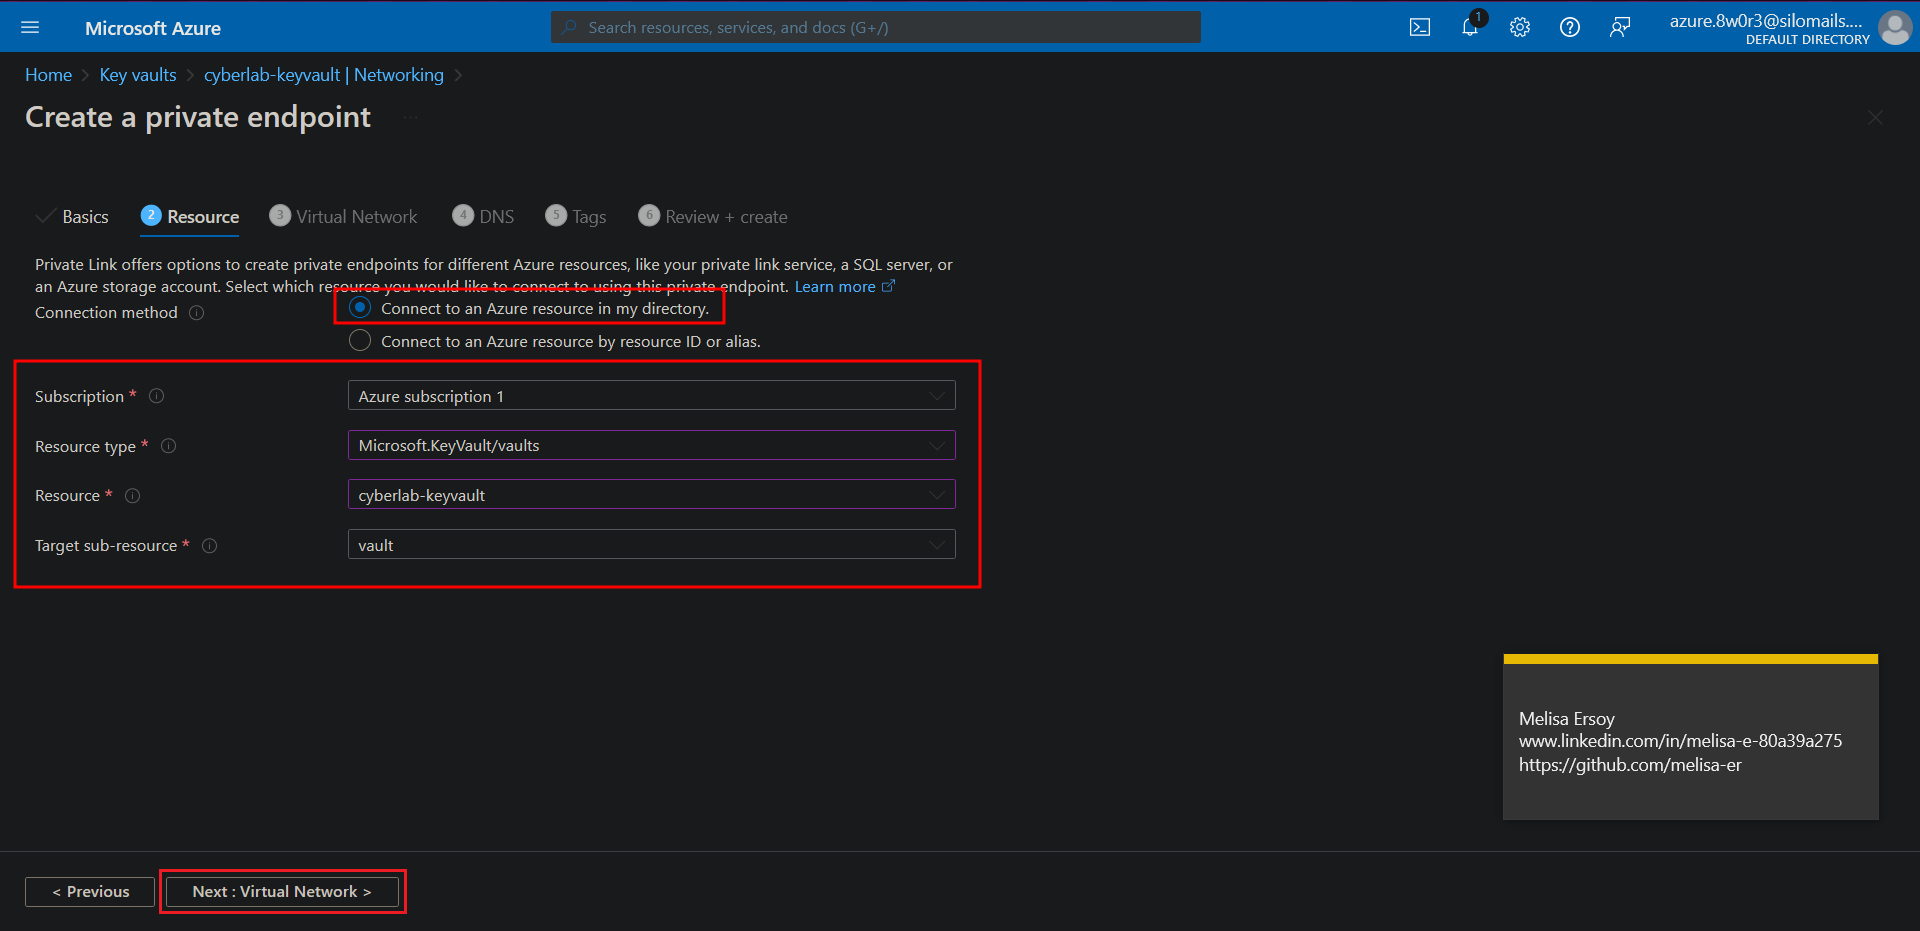 Microsoft Azure
Search resources, services, and docs (G+/)
1
azure.8w0r3@silomails....
DEFAULT DIRECTORY
Home > Key vaults > cyberlab-keyvault | Networking >
Create a private endpoint ...
Basics 2 Resource 3 Virtual Network 4 DNS 5 Tags 6 Review + create
Private Link offers options to create private endpoints for different Azure resources, like your private link service, a SQL server, or
an Azure storage account. Select which resource you would like to connect to using this private endpoint. Learn more
Connection method
Connect to an Azure resource in my directory.
Connect to an Azure resource by resource ID or alias.
Subscription * Azure subscription 1
Resource type * Microsoft.KeyVault/vaults
Resource * cyberlab-keyvault
Target sub-resource * vault
Melisa Ersoy
www.linkedin.com/in/melisa-e-80a39a275
https://github.com/melisa-er
< Previous Next : Virtual Network >